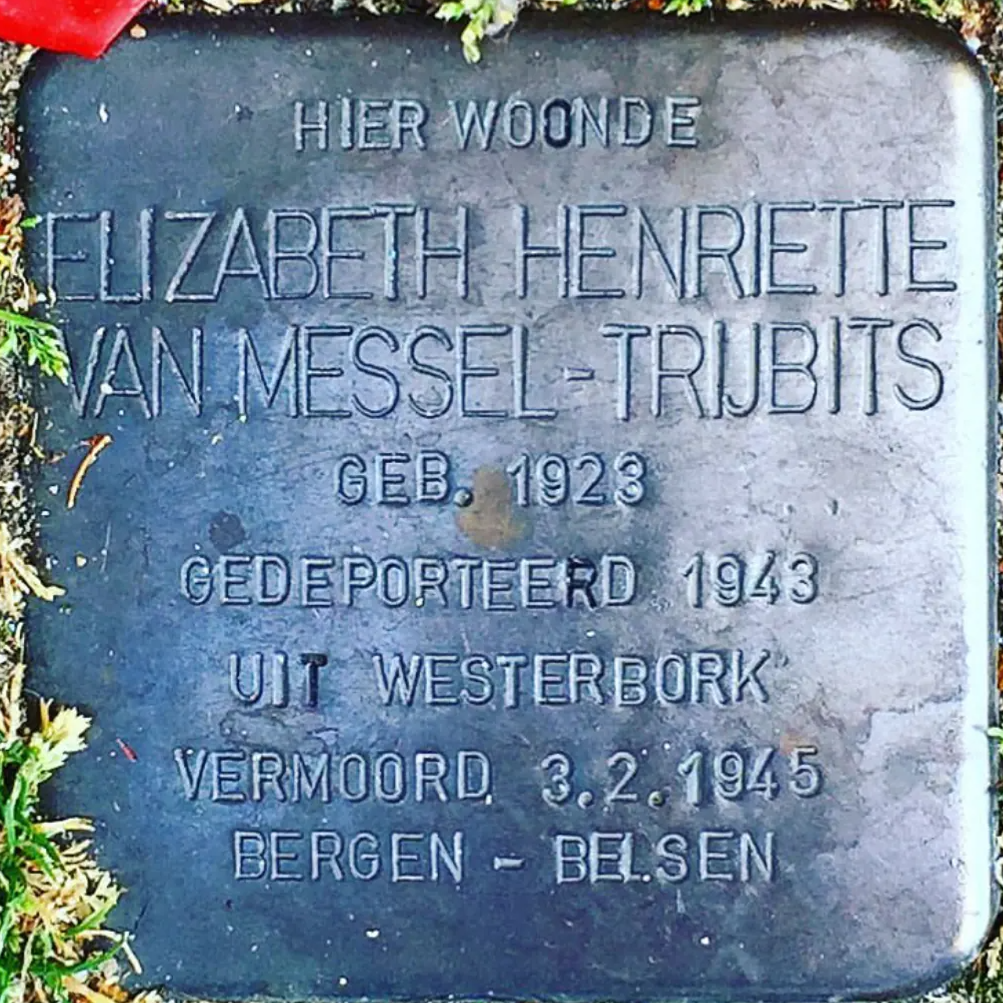 HIER WOONDE
ELIZABETH HENRIETTE
VAN MESSEL-TRIJBITS
GEB. 1923
GEDEPORTEERD 1943
UIT WESTERBORK
VERMOORD 3.2.1945
BERGEN - BELSEN